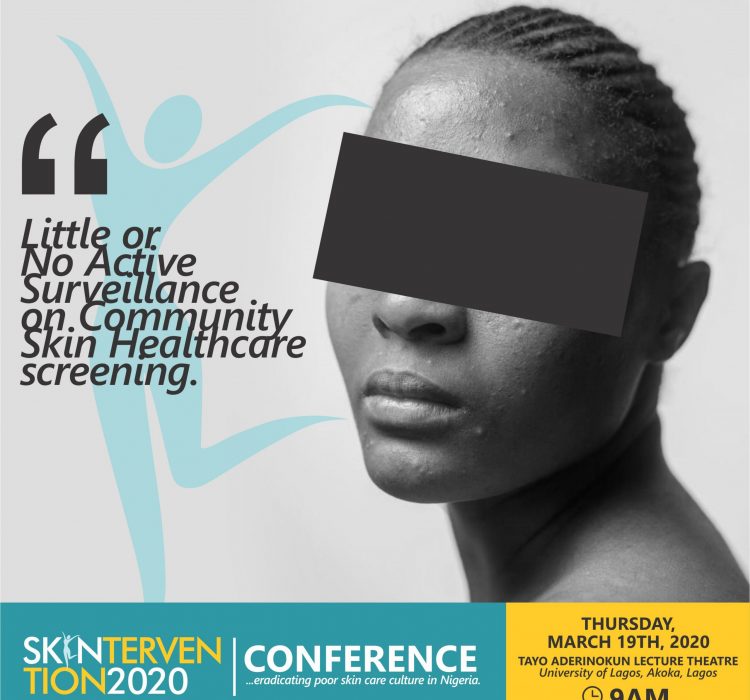 “
Little or
No Active
Surveillance
on Community
Skin Healthcare
screening.
SKINTERVEN
TION2020
CONFERENCE
...eradicating poor skin care culture in Nigeria.
THURSDAY,
MARCH 19TH, 2020
TAYO ADERINOKUN LECTURE THEATRE
University of Lagos, Akoka, Lagos
9AM